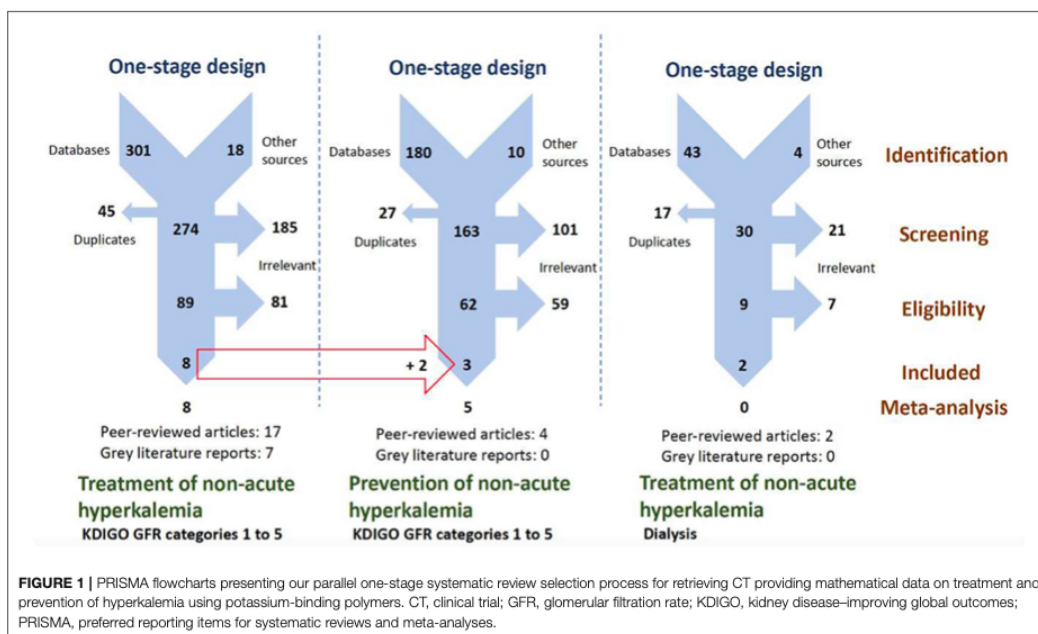 One-stage design
Databases 301 18 Other sources
45 Duplicates 274 185
Irrelevant
89 81
8
8
Peer-reviewed articles: 17
Grey literature reports: 7
Treatment of non-acute
hyperkalemia
KDIGO GFR categories 1 to 5
One-stage design
Databases 180 10 Other sources
27 Duplicates 163 101
Irrelevant
62 59
+ 2 3
5
Peer-reviewed articles: 4
Grey literature reports: 0
Prevention of non-acute
hyperkalemia
KDIGO GFR categories 1 to 5
One-stage design
Databases 43 4 Other sources
17 Duplicates 30 21
Irrelevant
9 7
2
0
Peer-reviewed articles: 2
Grey literature reports: 0
Treatment of non-acute
hyperkalemia
Dialysis
Identification
Screening
Eligibility
Included
Meta-analysis
FIGURE 1 | PRISMA flowcharts presenting our parallel one-stage systematic review selection process for retrieving CT providing mathematical data on treatment and
prevention of hyperkalemia using potassium-binding polymers. CT, clinical trial; GFR, glomerular filtration rate; KDIGO, kidney disease–improving global outcomes;
PRISMA, preferred reporting items for systematic reviews and meta-analyses.